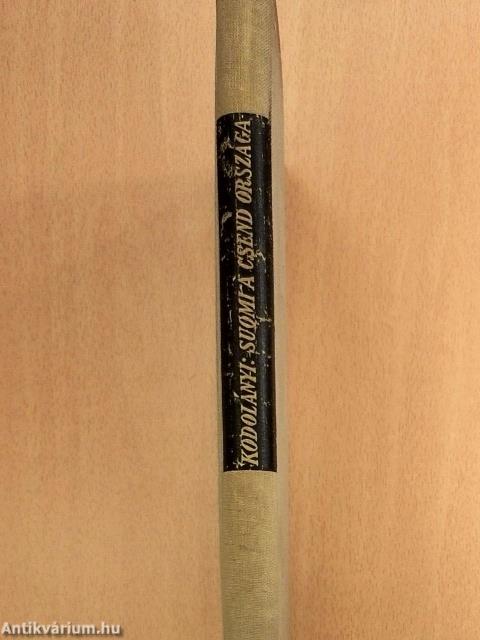 KODOLÁNYI: SUOMI A CSEND ORSZÁGA
Antikvárium.hu